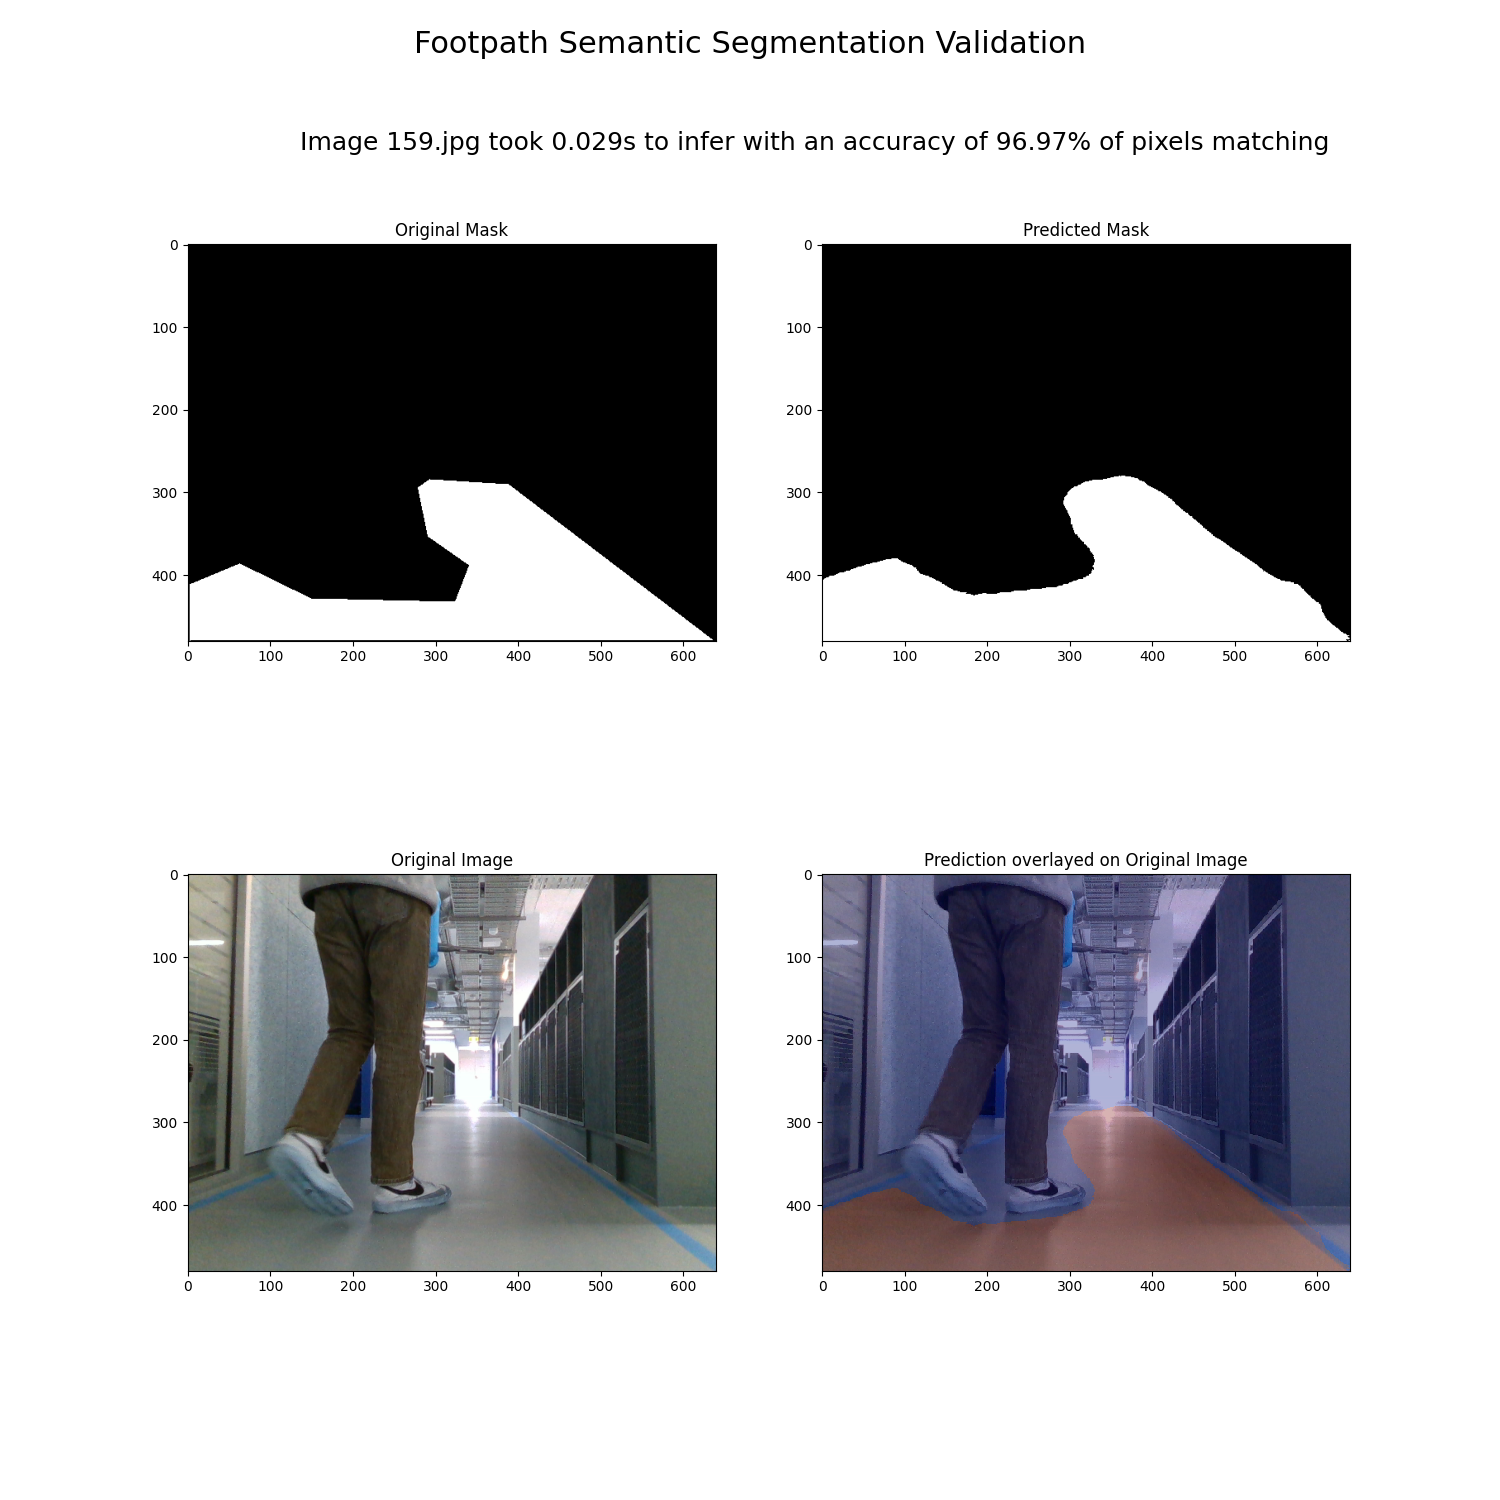 Footpath Semantic Segmentation Validation
Image 159.jpg took 0.029s to infer with an accuracy of 96.97% of pixels matching
Original Mask
0
100
200
300
400
0 100 200 300 400 500 600
Predicted Mask
0
100
200
300
400
0 100 200 300 400 500 600
Original Image
0
100
200
300
400
0 100 200 300 400 500 600
Prediction overlayed on Original Image
0
100
200
300
400
0 100 200 300 400 500 600